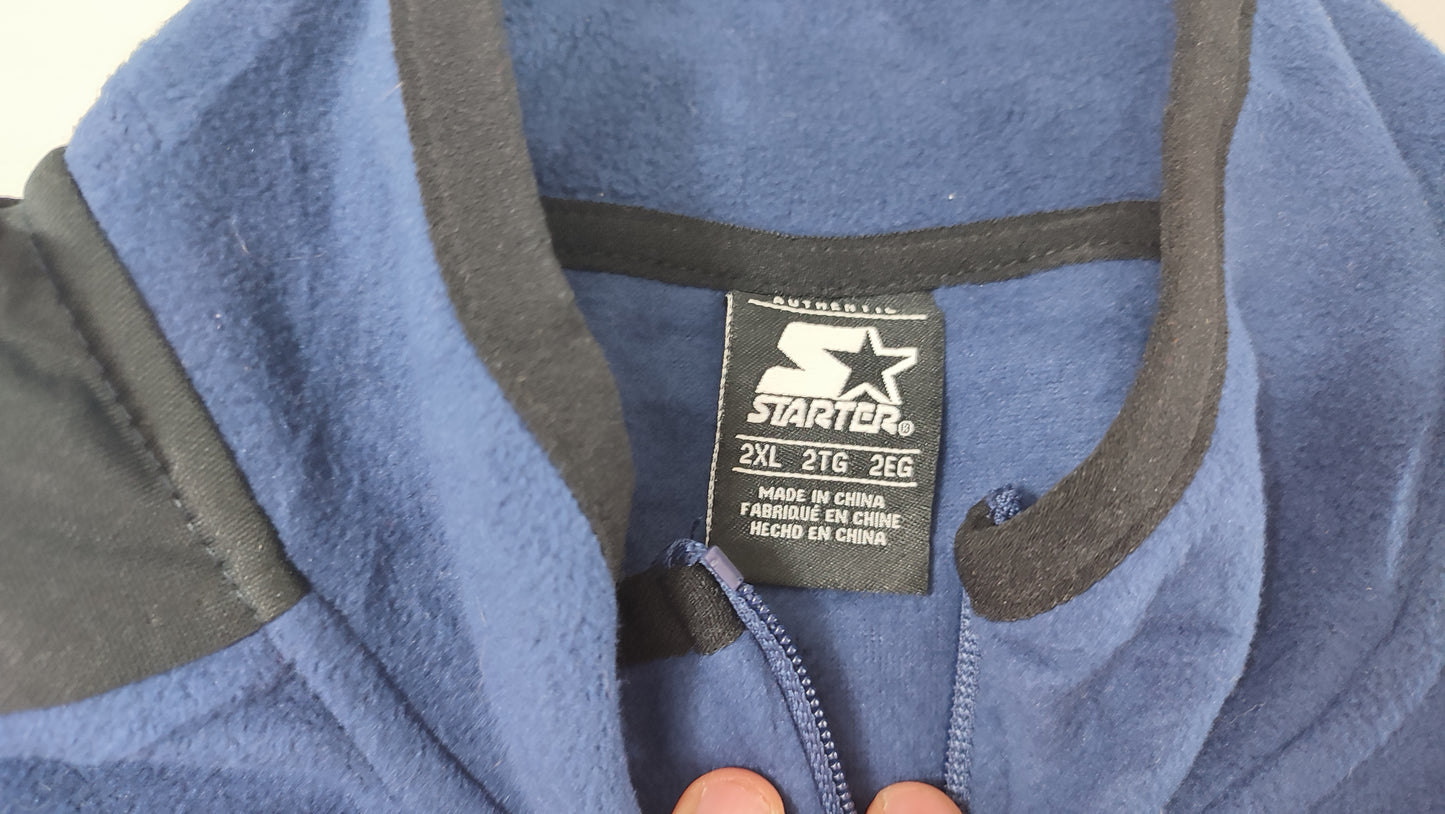 AUTHENTIC
STARTER®
2XL 2TG 2EG
MADE IN CHINA
FABRIQUÉ EN CHINE
HECHO EN CHINA